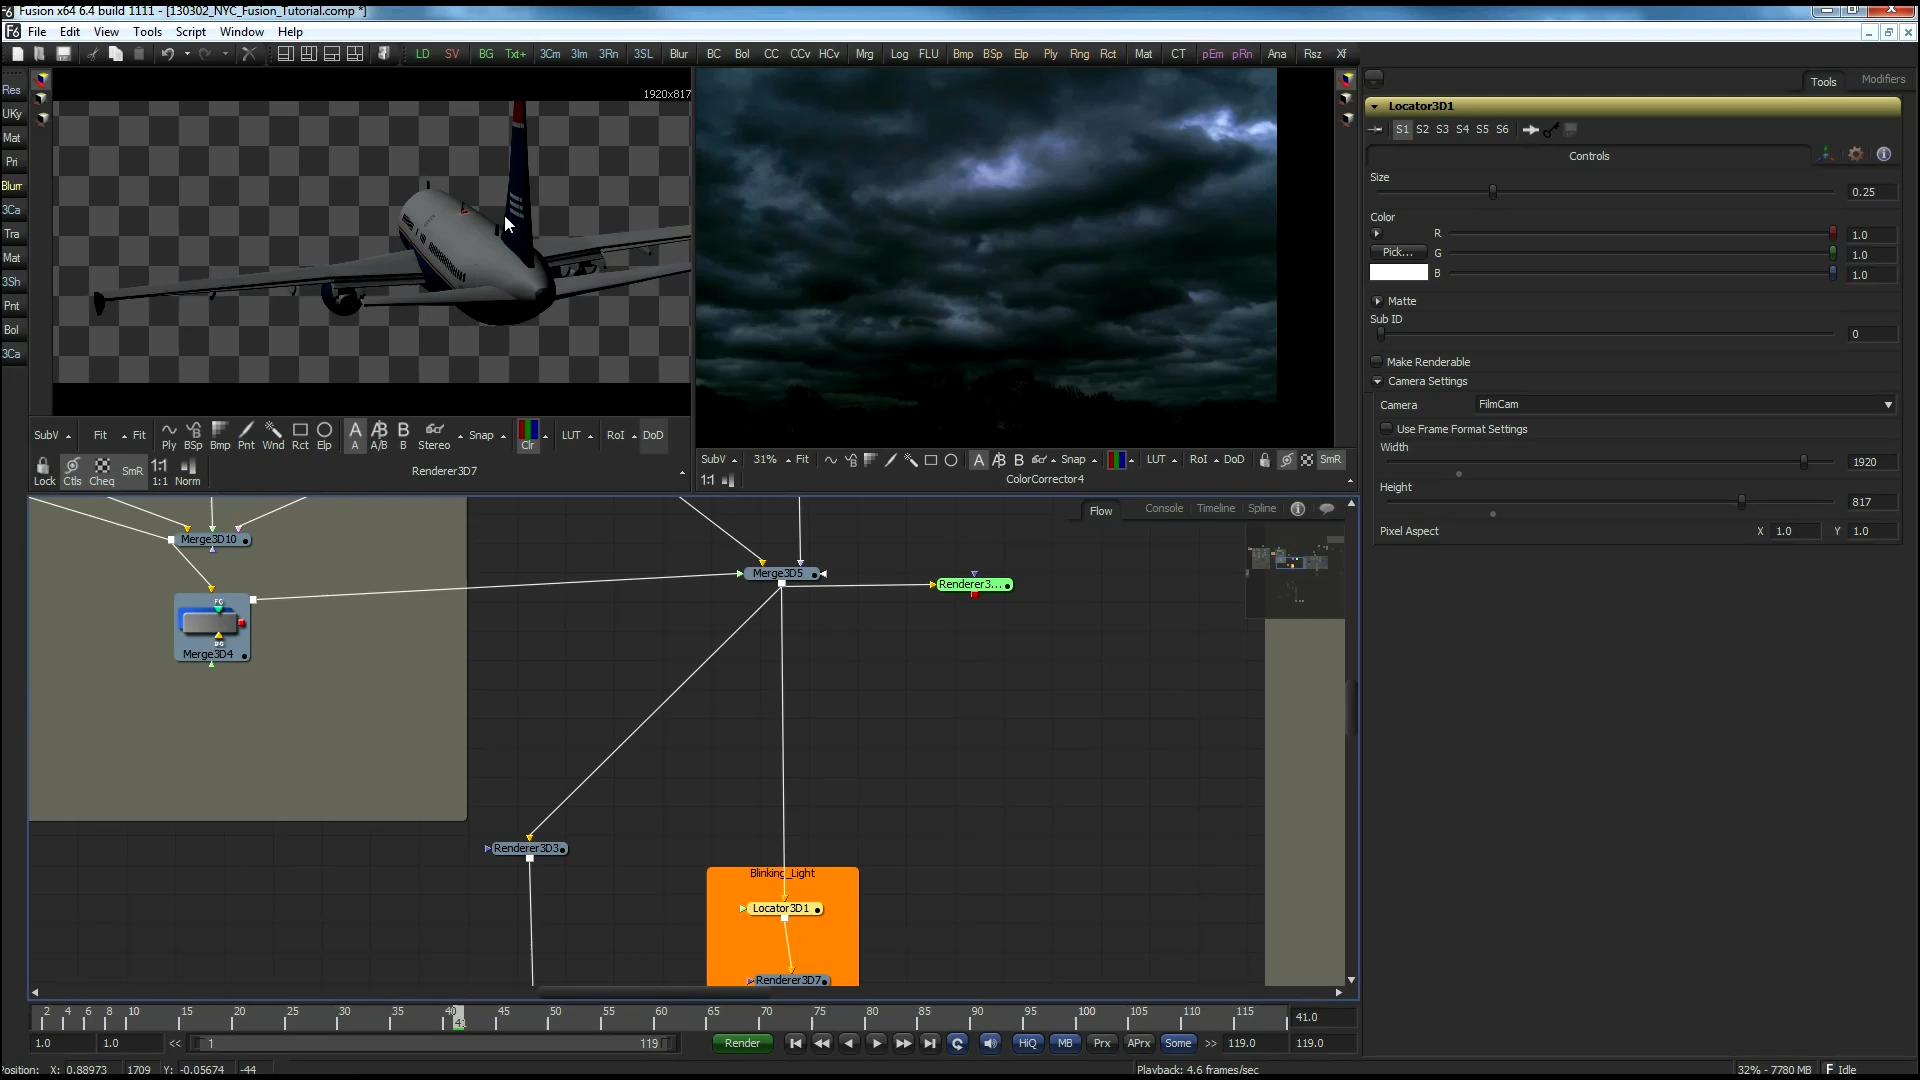 Fusion x64 6.4 build 1111 - [130302_NYC_Fusion_Tutorial.comp *]
File Edit View Tools Script Window Help
LD SV BG Txt+ 3Cm 3Im 3Rn 3SL Blur BC Bol CC CCv HCv Mrg Log FLU Bmp BSp Elp Ply Rng Rct Mat CT pEm pRn Ana Rsz Xf
Res
UKy
Mat
Pri
Blurr
3Ca
Tra
Mat
3Sh
Pnt
Bol
3Ca
1920x817
SubV Fit Fit Ply BSp Bmp Pnt Wnd Rct Elp A A A/B B Stereo Snap Clr LUT RoI DoD
Lock Ctls Cheq SmR 1:1 1:1 Norm Renderer3D7
SubV 31% Fit A B Snap LUT RoI DoD SmR
1:1 ColorCorrector4
Tools Modifiers
Locator3D1
S1 S2 S3 S4 S5 S6
Controls
Size
0.25
Color
R 1.0
Pick... G 1.0
B 1.0
Matte
Sub ID
0
Make Renderable
Camera Settings
Camera FilmCam
Use Frame Format Settings
Width
1920
Height
817
Pixel Aspect X 1.0 Y 1.0
Flow Console Timeline Spline
Merge3D10
Merge3D5
Renderer3...
FG
BG
Merge3D4
Renderer3D3
Blinking_Light
Locator3D1
Renderer3D7
2 4 6 8 10 15 20 25 30 35 40 45 50 55 60 65 70 75 80 85 90 95 100 105 110 115
41 41.0
1.0 1.0 << 1 119 Render HiQ MB Prx APrx Some >> 119.0 119.0
Position: X: 0.88973 1709 Y: -0.05674 -44 Playback: 4.6 frames/sec 32% - 7780 MB Idle